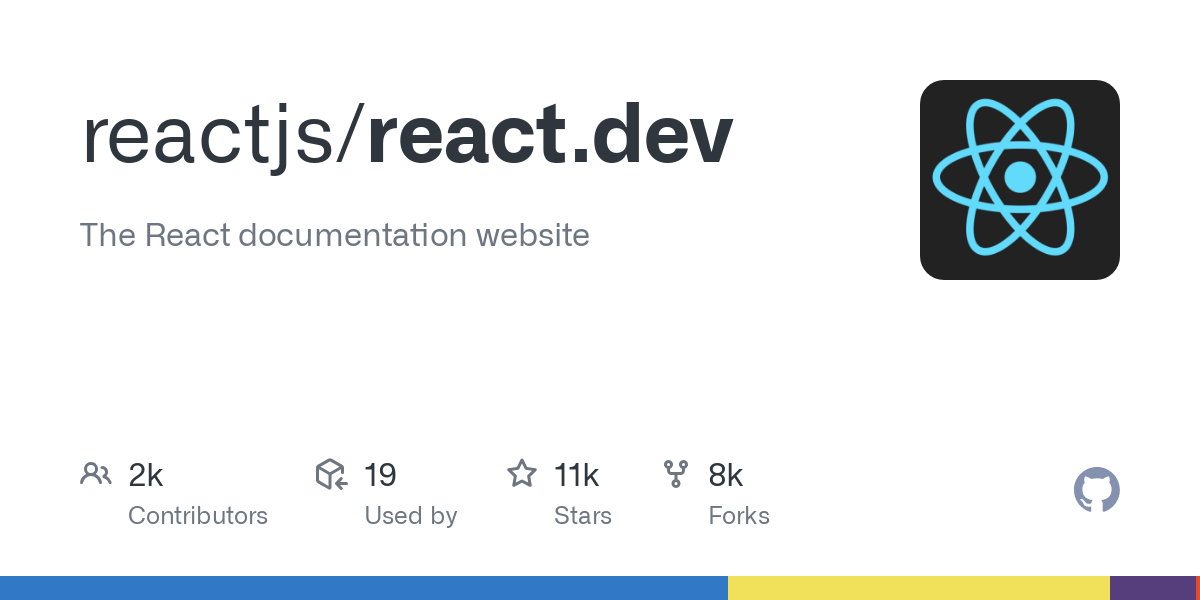 reactjs/react.dev
The React documentation website
2k 19 11k 8k
Contributors Used by Stars Forks